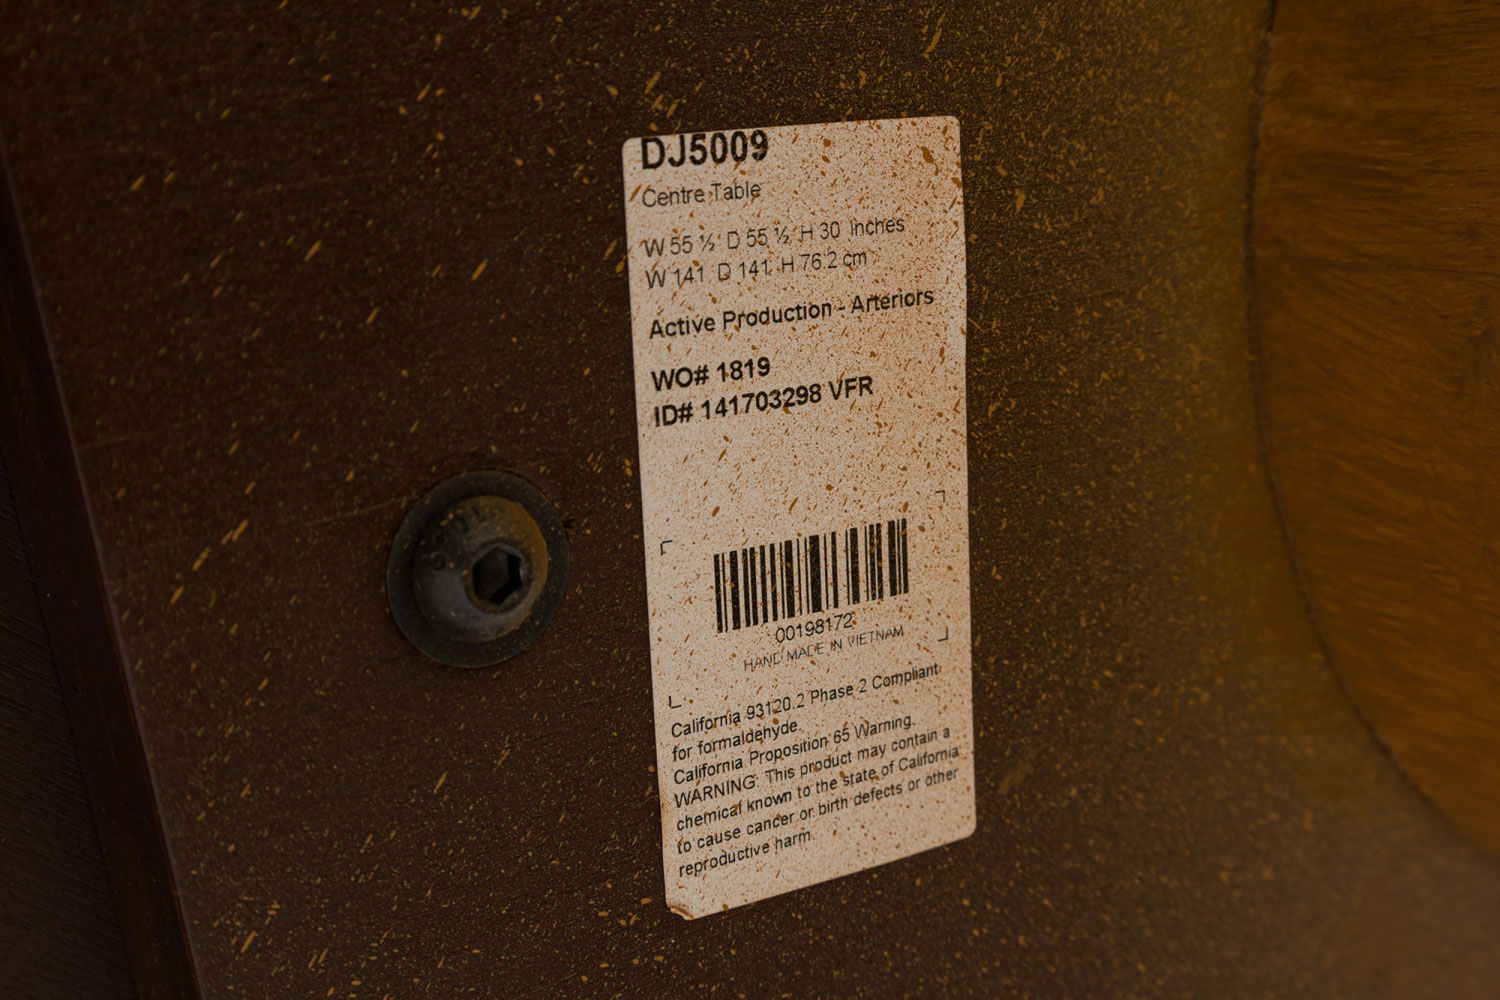 DJ5009
Centre Table
W 55 ½ D 55 ½ H 30 Inches
W 141 D 141 H 76.2 cm
Active Production - Arteriors
WO# 1819
ID# 141703298 VFR
00198172
HAND MADE IN VIETNAM
California 93120.2 Phase 2 Compliant
for formaldehyde.
California Proposition 65 Warning.
WARNING: This product may contain a
chemical known to the state of California
to cause cancer or birth defects or other
reproductive harm.